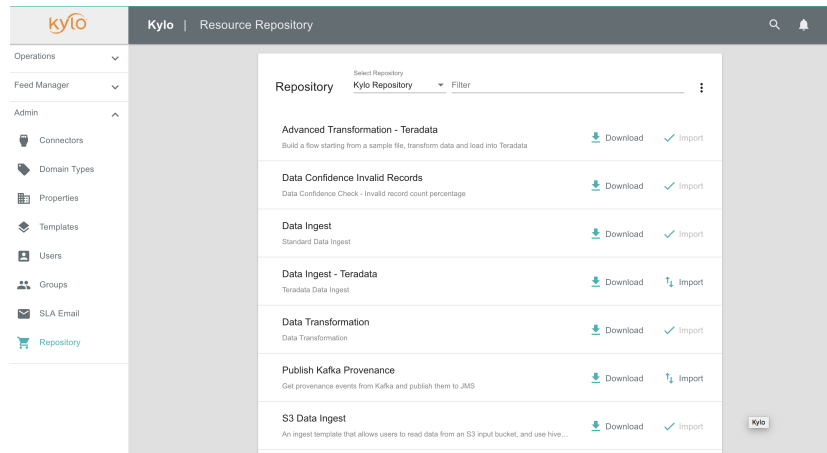 kylo
Kylo | Resource Repository
Operations
Feed Manager
Admin
Connectors
Domain Types
Properties
Templates
Users
Groups
SLA Email
Repository
Repository
Select Repository
Kylo Repository
Filter
Advanced Transformation - Teradata
Build a flow starting from a sample file, transform data and load into Teradata
Download
Import
Data Confidence Invalid Records
Data Confidence Check - Invalid record count percentage
Download
Import
Data Ingest
Standard Data Ingest
Download
Import
Data Ingest - Teradata
Teradata Data Ingest
Download
Import
Data Transformation
Data Transformation
Download
Import
Publish Kafka Provenance
Get provenance events from Kafka and publish them to JMS
Download
Import
S3 Data Ingest
An ingest template that allows users to read data from an S3 input bucket, and use hive…
Download
Import
Kylo